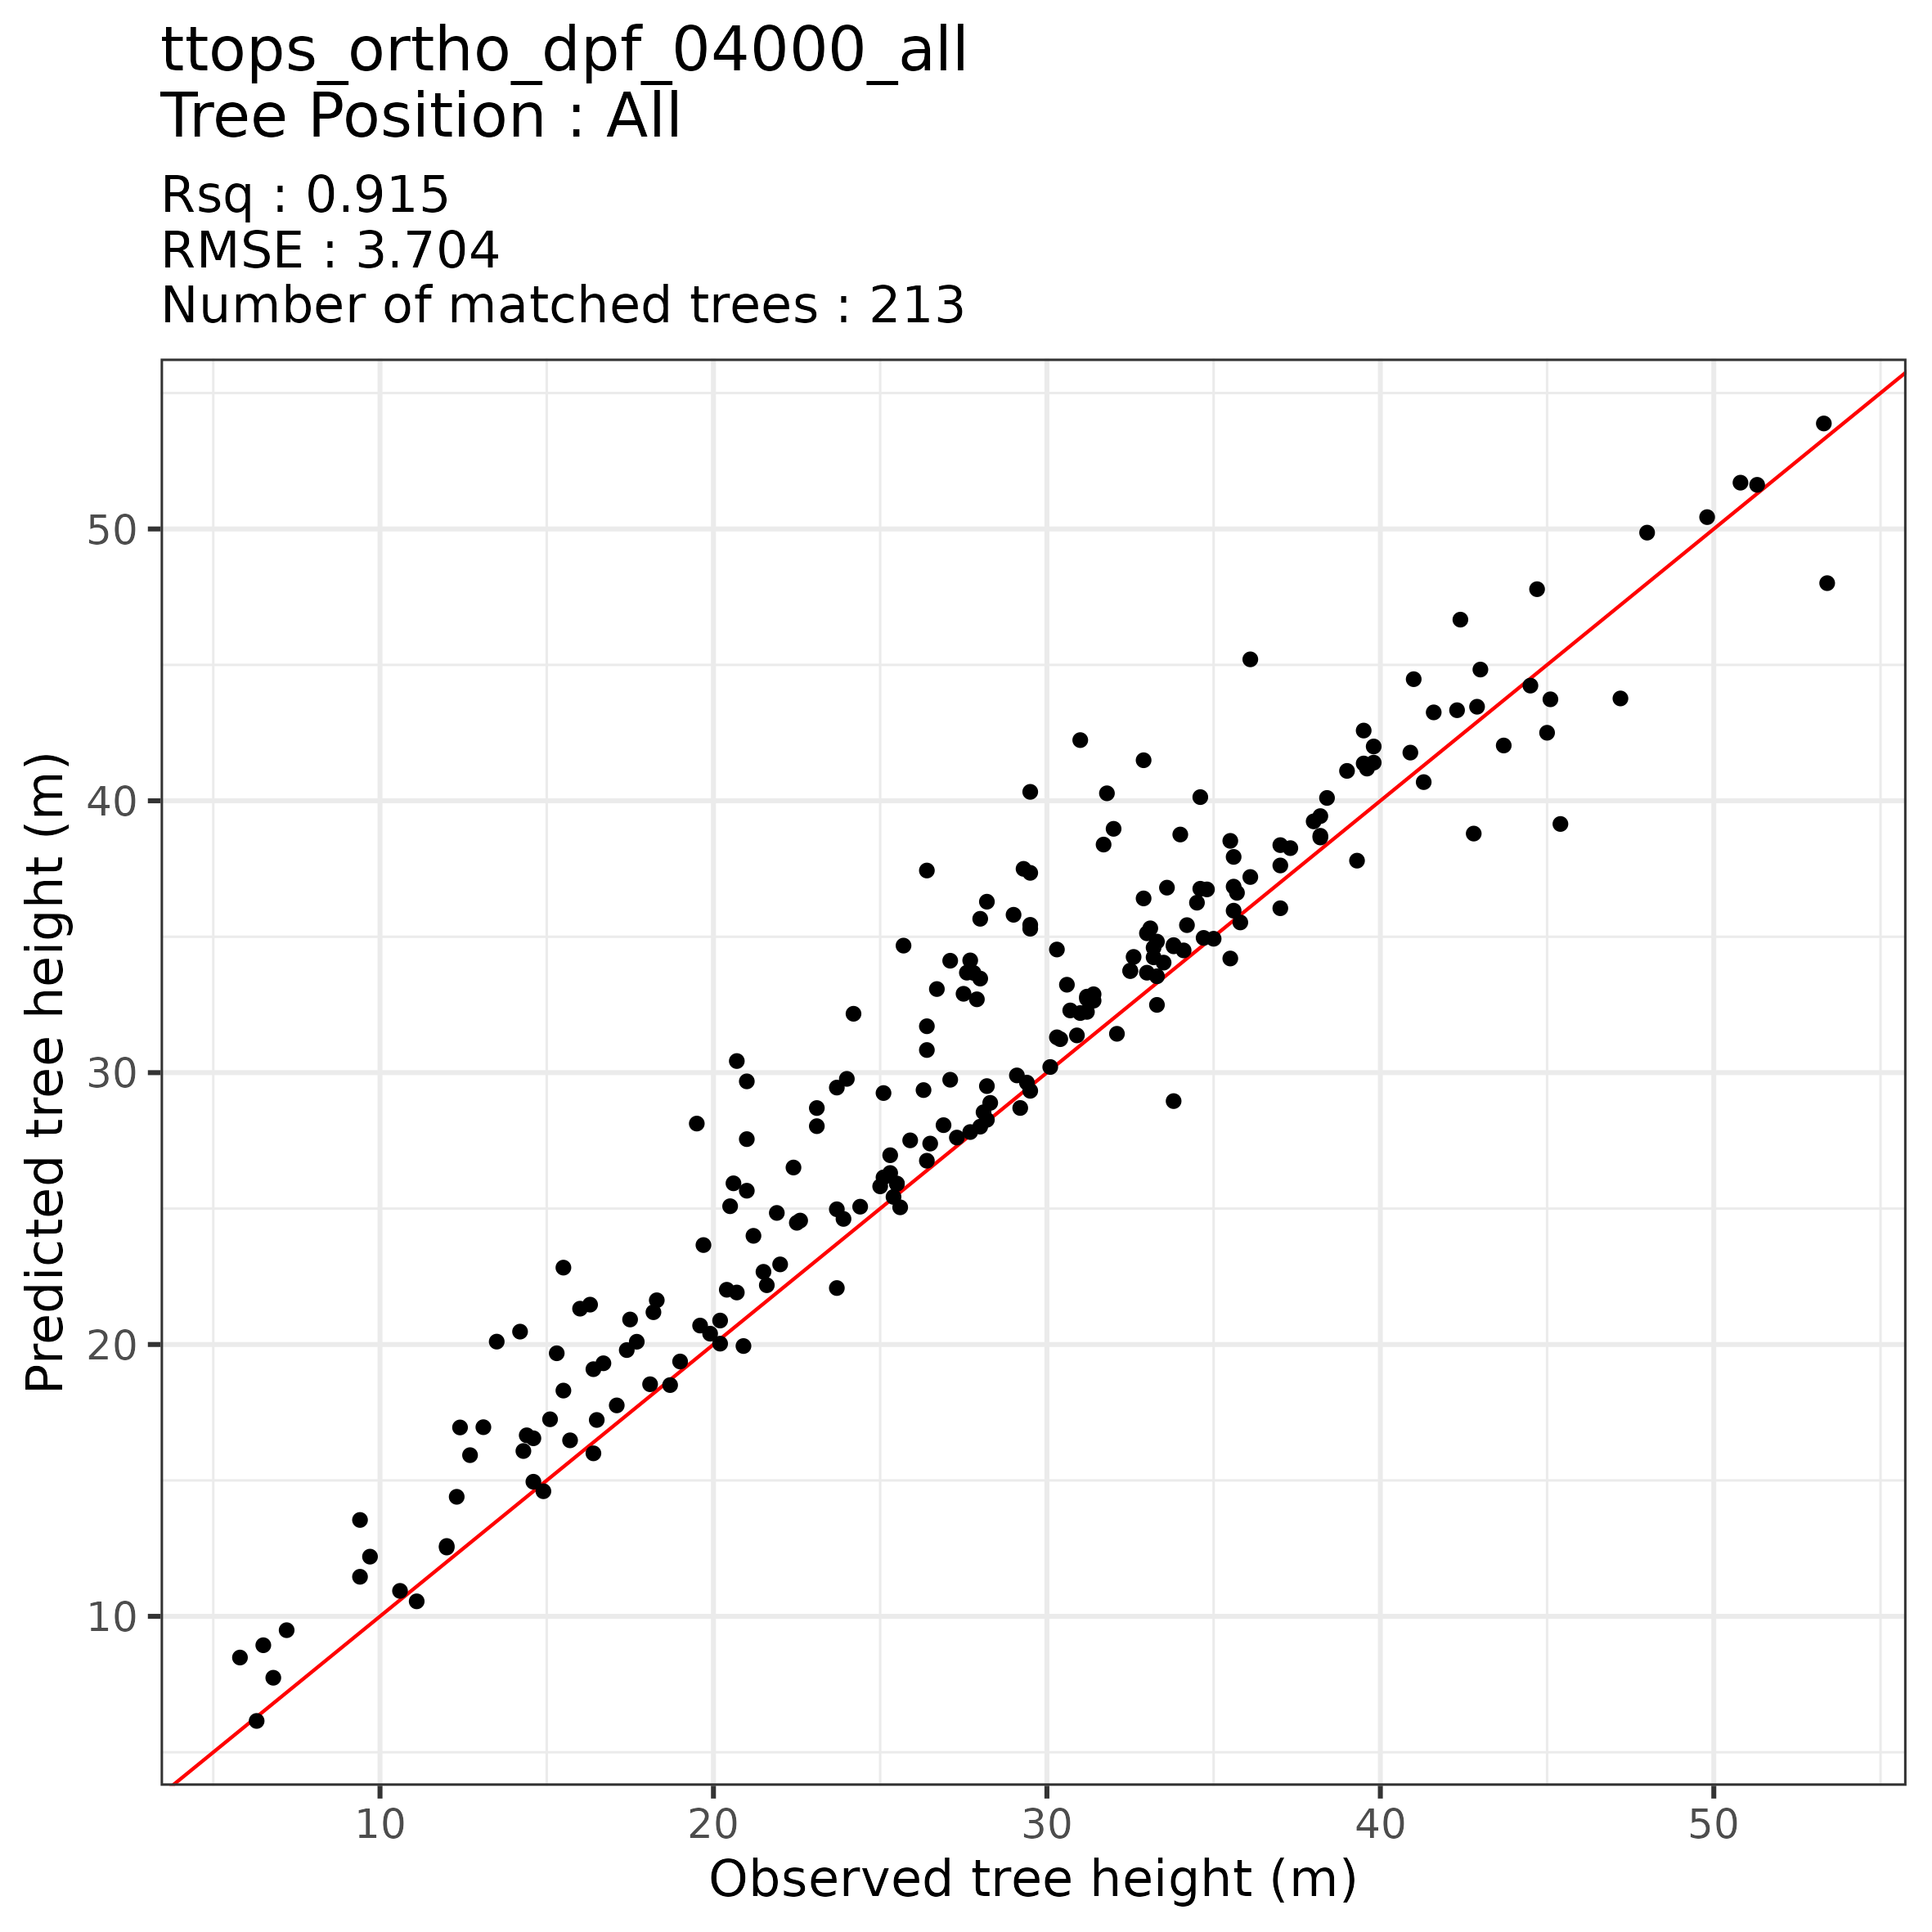 ttops_ortho_dpf_04000_all
Tree Position : All
Rsq : 0.915
RMSE : 3.704
Number of matched trees : 213
50
40
30
20
10
Predicted tree height (m)
10 20 30 40 50
Observed tree height (m)